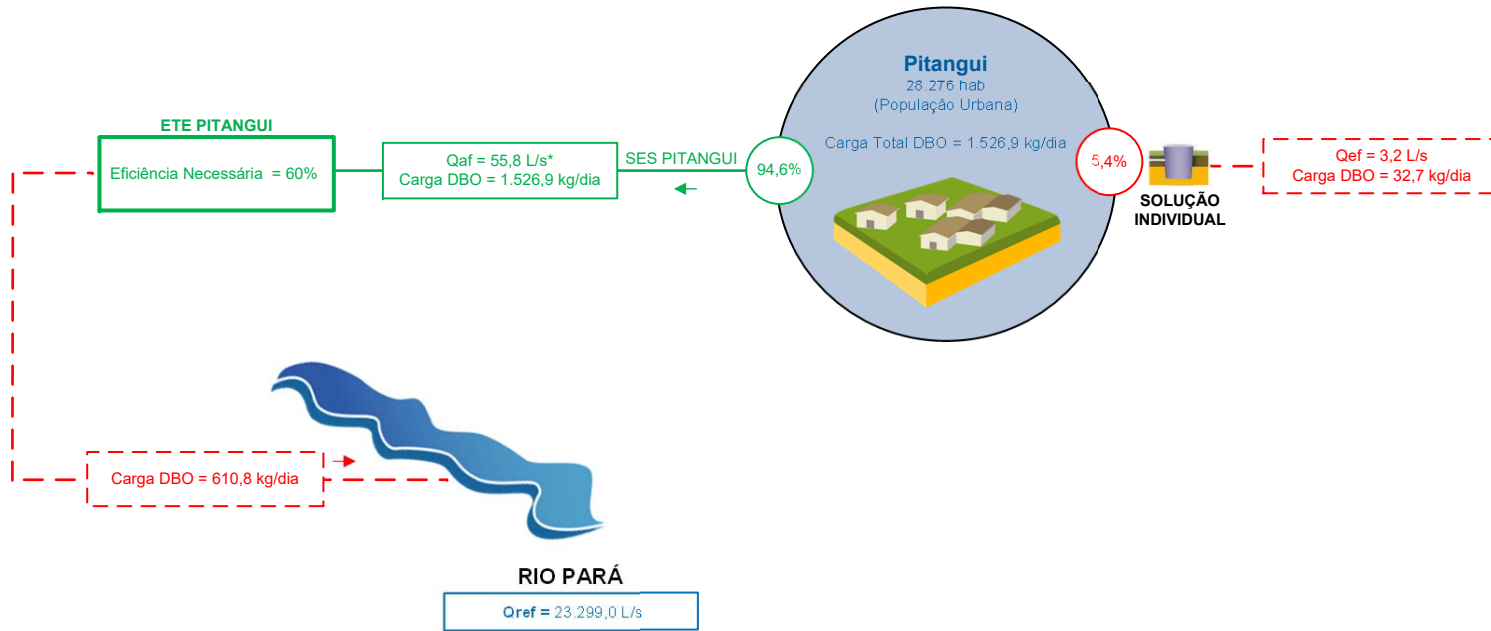 Pitangui
28.276 hab
(População Urbana)
Carga Total DBO = 1.526,9 kg/dia
ETE PITANGUI
Eficiência Necessária = 60%
Qaf = 55,8 L/s*
Carga DBO = 1.526,9 kg/dia
SES PITANGUI
94,6%
5,4%
SOLUÇÃO
INDIVIDUAL
Qef = 3,2 L/s
Carga DBO = 32,7 kg/dia
Carga DBO = 610,8 kg/dia
RIO PARÁ
Qref = 23.299,0 L/s